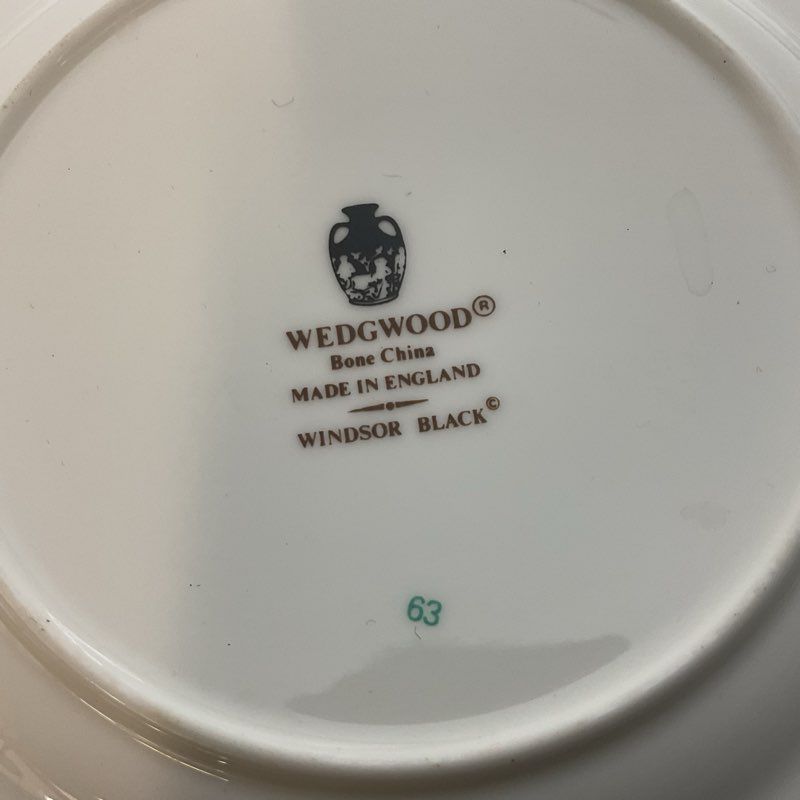 WEDGWOOD®
Bone China
MADE IN ENGLAND
WINDSOR BLACK©
63